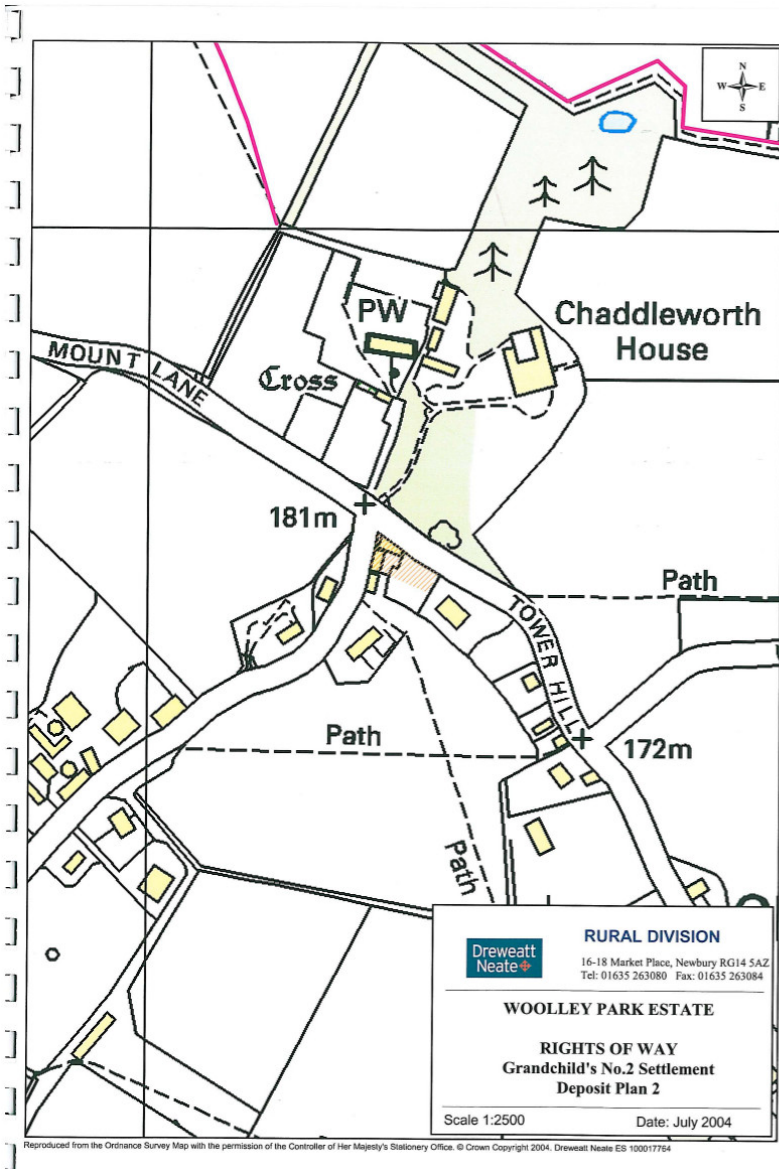 N
W E
S
PW
Chaddleworth
House
MOUNT LANE
Cross
181m
Path
TOWER HILL
Path
172m
Path
Dreweatt
Neate
RURAL DIVISION
16-18 Market Place, Newbury RG14 5AZ
Tel: 01635 263080 Fax: 01635 263084
WOOLLEY PARK ESTATE
RIGHTS OF WAY
Grandchild's No.2 Settlement
Deposit Plan 2
Scale 1:2500 Date: July 2004
Reproduced from the Ordnance Survey Map with the permission of the Controller of Her Majesty's Stationery Office. © Crown Copyright 2004. Dreweatt Neate ES 100017764